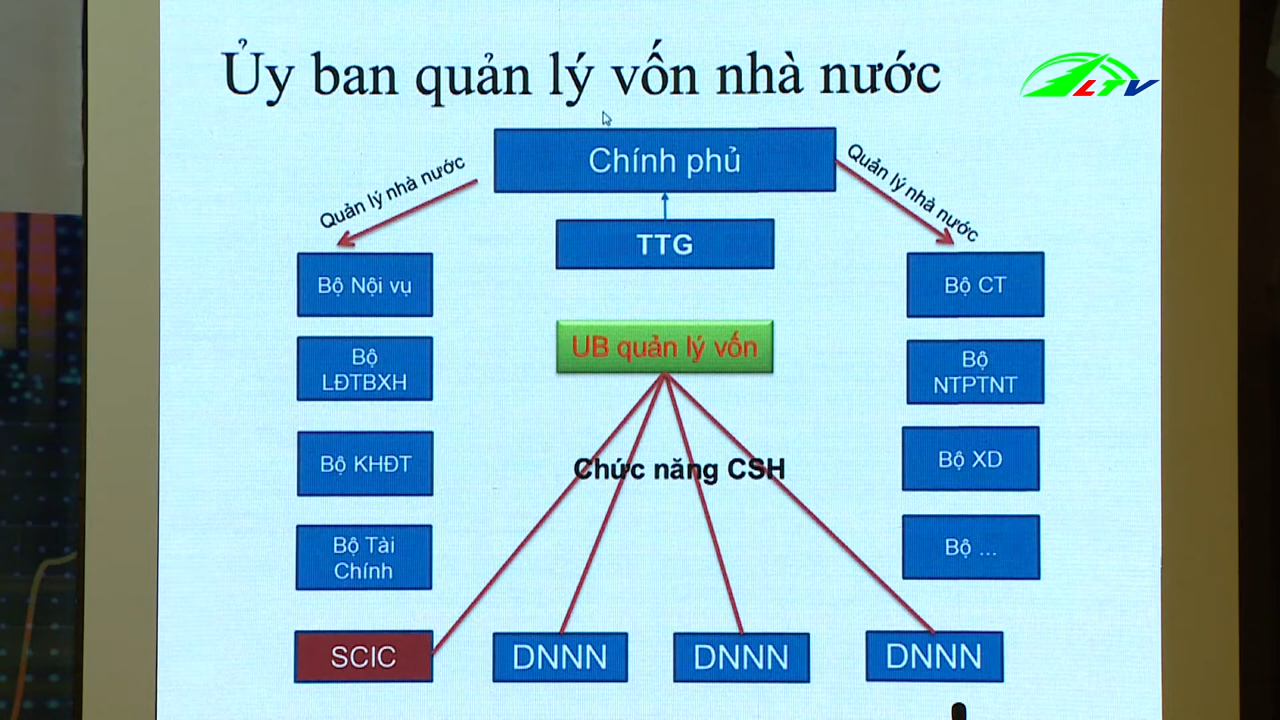 Ủy ban quản lý vốn nhà nước
LTV
Chính phủ
Quản lý nhà nước
Quản lý nhà nước
TTG
Bộ Nội vụ
Bộ CT
UB quản lý vốn
Bộ
LĐTBXH
Bộ
NTPTNT
Bộ KHĐT
Chức năng CSH
Bộ XD
Bộ Tài
Chính
Bộ ...
SCIC
DNNN
DNNN
DNNN